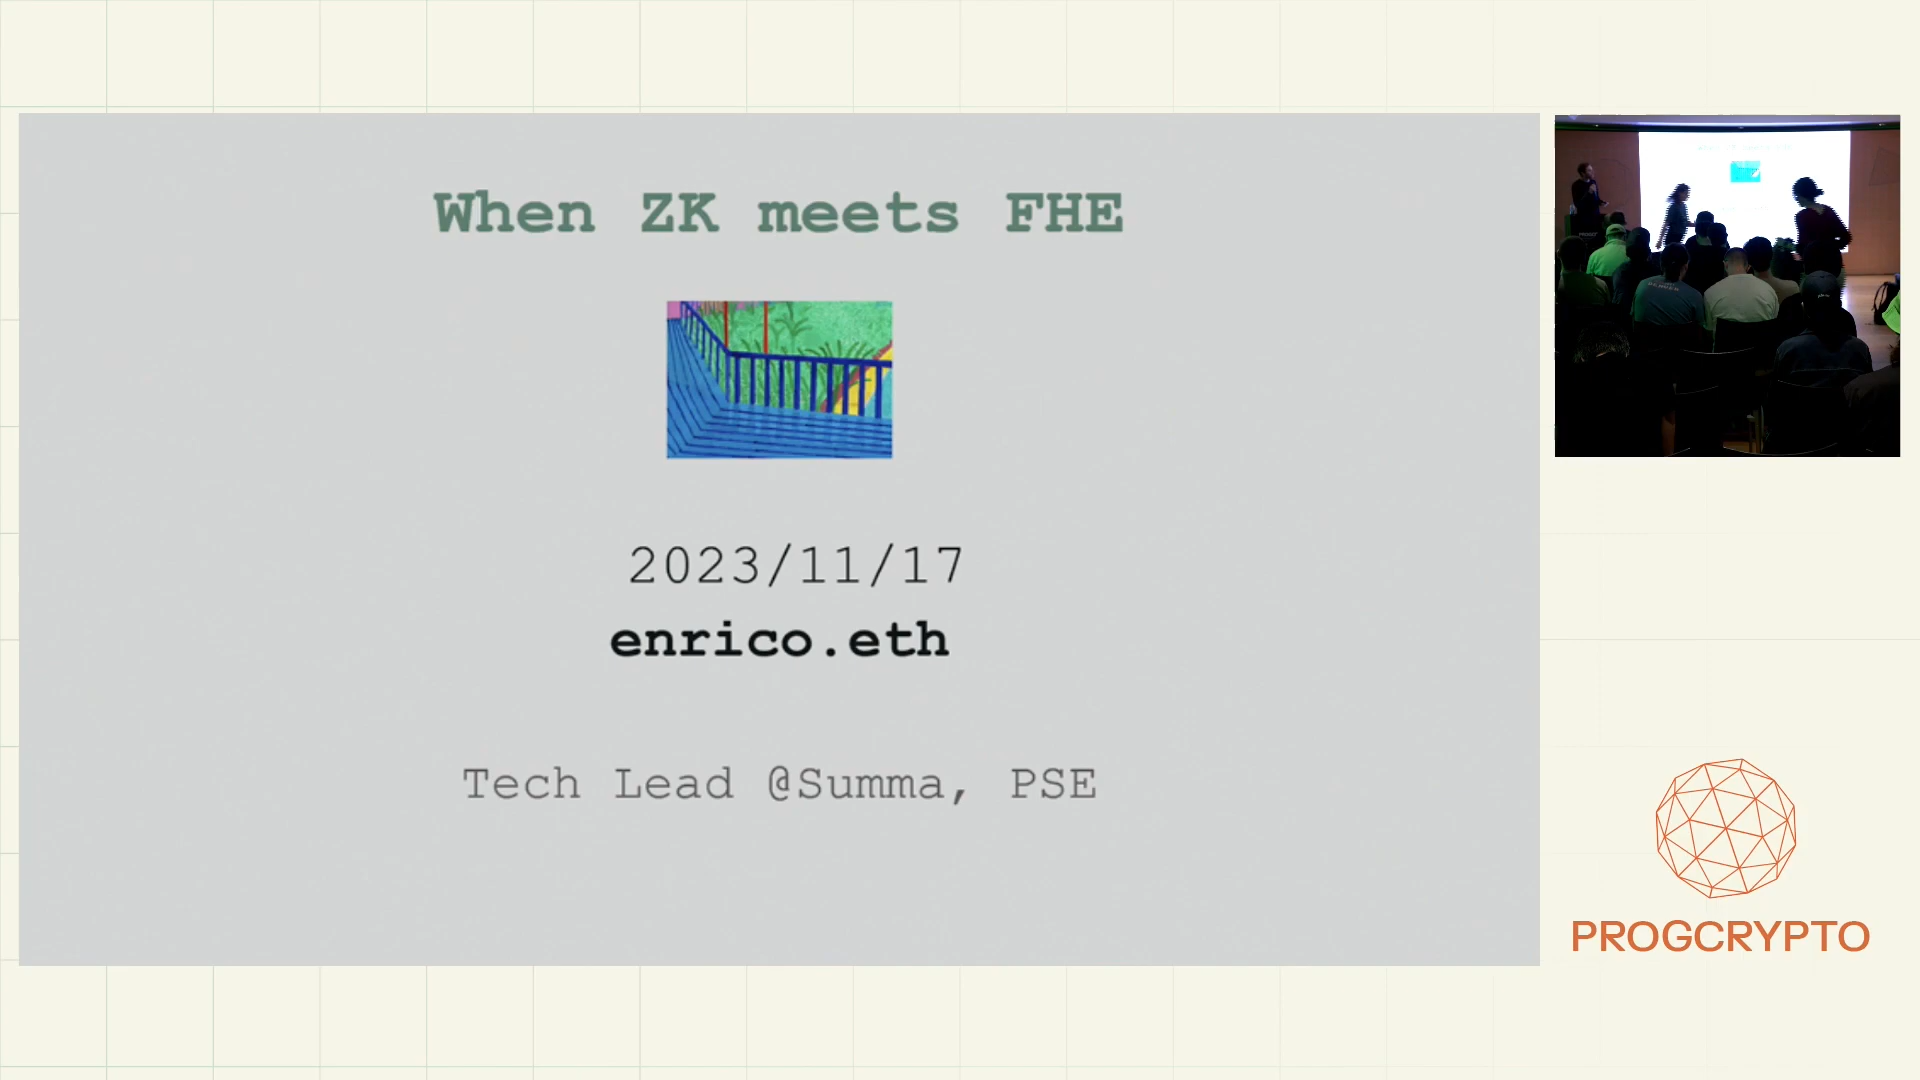 When ZK meets FHE
2023/11/17
enrico.eth
Tech Lead @Summa, PSE
PROGCRYPTO